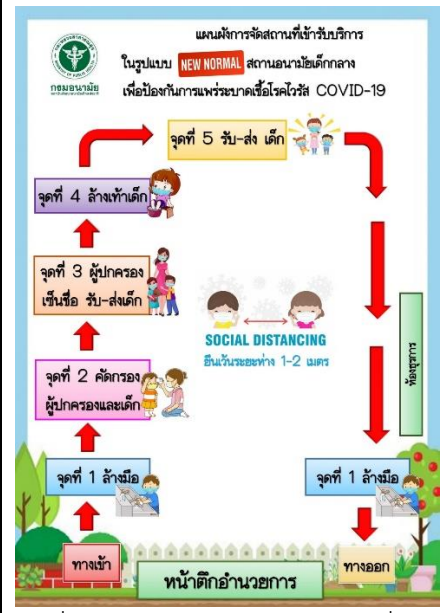 แผนผังการจัดสถานที่เข้ารับบริการ
ในรูปแบบ NEW NORMAL สถานอนามัยเด็กกลาง
เพื่อป้องกันการแพร่ระบาดเชื้อโรคไวรัส COVID-19
กรมอนามัย
จุดที่ 5 รับ-ส่ง เด็ก
จุดที่ 4 ล้างเท้าเด็ก
จุดที่ 3 ผู้ปกครอง
เซ็นชื่อ รับ-ส่งเด็ก
SOCIAL DISTANCING
ยืนเว้นระยะห่าง 1-2 เมตร
ห้องธุรการ
จุดที่ 2 คัดกรอง
ผู้ปกครองและเด็ก
จุดที่ 1 ล้างมือ
จุดที่ 1 ล้างมือ
ทางเข้า
หน้าตึกอำนวยการ
ทางออก